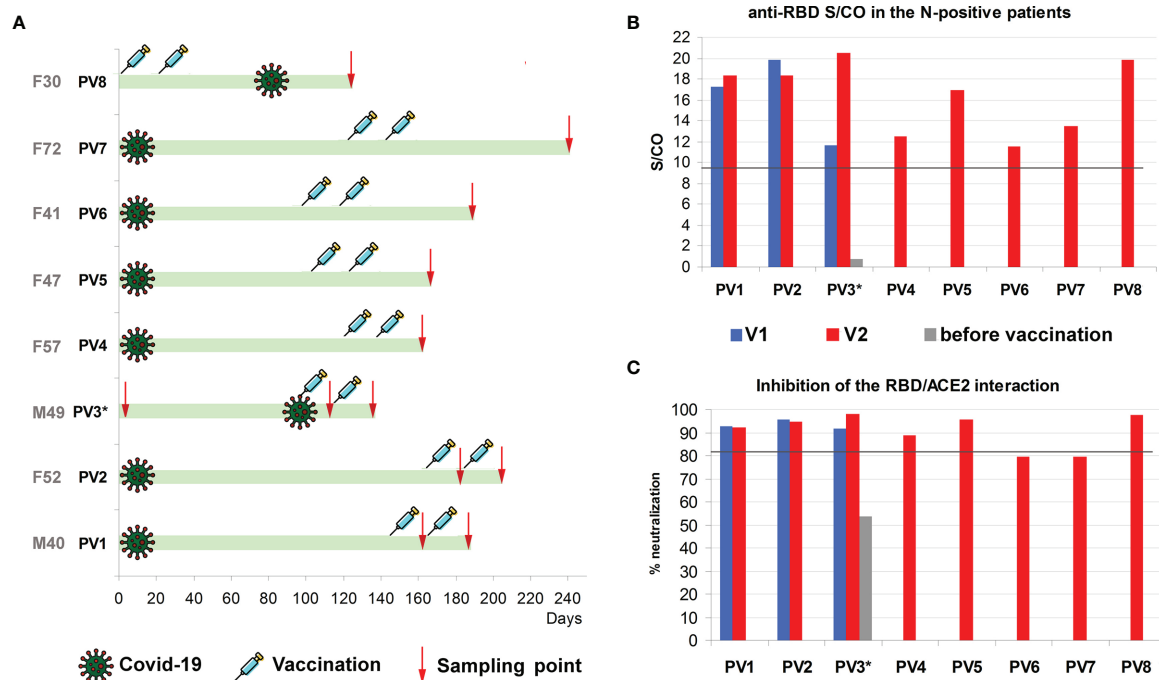 A
F30 PV8
F72 PV7
F41 PV6
F47 PV5
F57 PV4
M49 PV3*
F52 PV2
M40 PV1
0 20 40 60 80 100 120 140 160 180 200 220 240
Days
Covid-19 Vaccination Sampling point
B
anti-RBD S/CO in the N-positive patients
S/CO
22
20
18
16
14
12
10
8
6
4
2
0
PV1 PV2 PV3* PV4 PV5 PV6 PV7 PV8
V1 V2 before vaccination
C
Inhibition of the RBD/ACE2 interaction
% neutralization
100
90
80
70
60
50
40
30
20
10
0
PV1 PV2 PV3* PV4 PV5 PV6 PV7 PV8